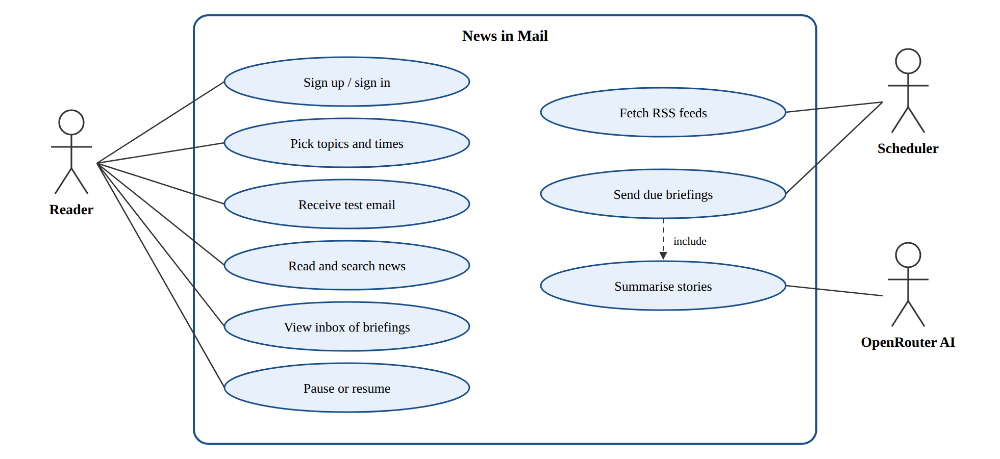 News in Mail
Sign up / sign in
Pick topics and times
Receive test email
Read and search news
View inbox of briefings
Pause or resume
Fetch RSS feeds
Send due briefings
include
Summarise stories
Reader
Scheduler
OpenRouter AI